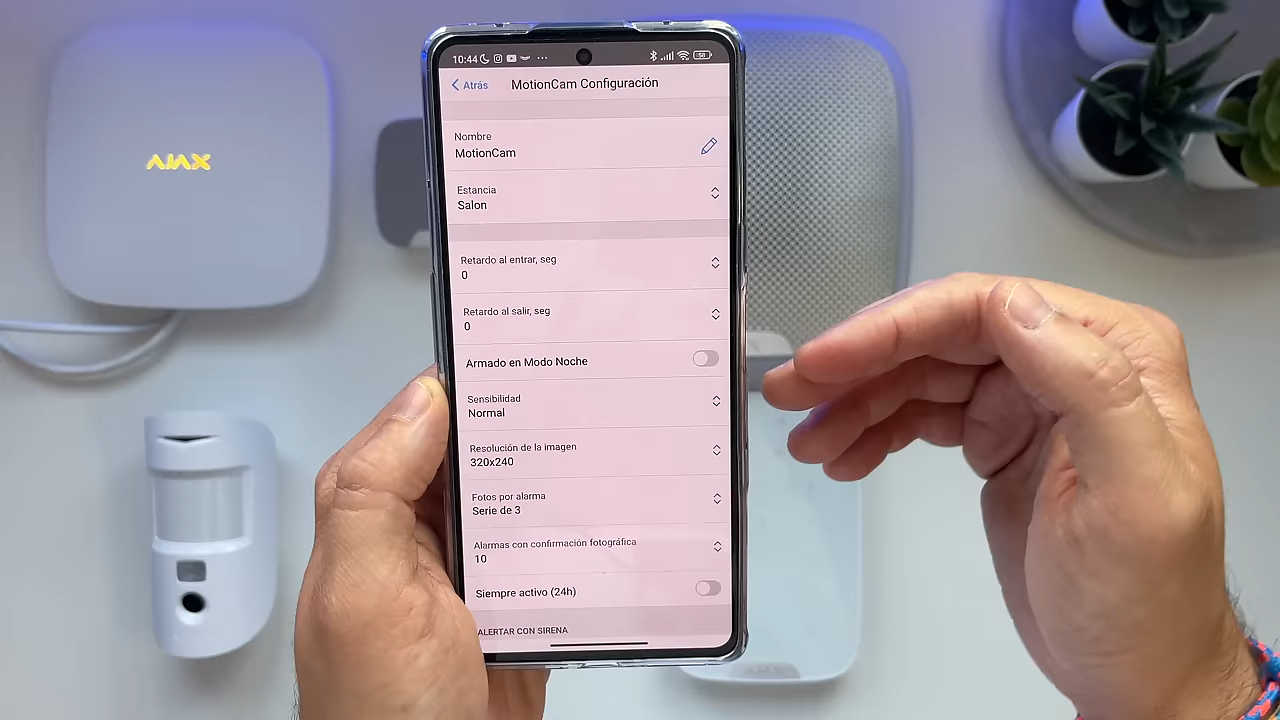 AJAX
10:44
58
Atrás
MotionCam Configuración
Nombre
MotionCam
Estancia
Salon
Retardo al entrar, seg
0
Retardo al salir, seg
0
Armado en Modo Noche
Sensibilidad
Normal
Resolución de la imagen
320x240
Fotos por alarma
Serie de 3
Alarmas con confirmación fotográfica
10
Siempre activo (24h)
ALERTAR CON SIRENA
AJAX